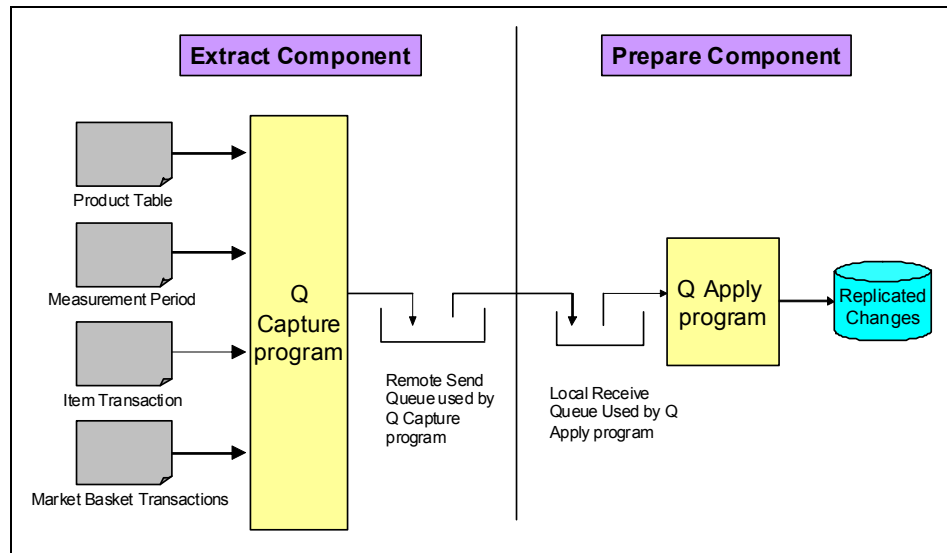 Extract Component
Prepare Component
Product Table
Measurement Period
Item Transaction
Market Basket Transactions
Q
Capture
program
Remote Send
Queue used by
Q Capture
program
Local Receive
Queue Used by Q
Apply program
Q Apply
program
Replicated
Changes